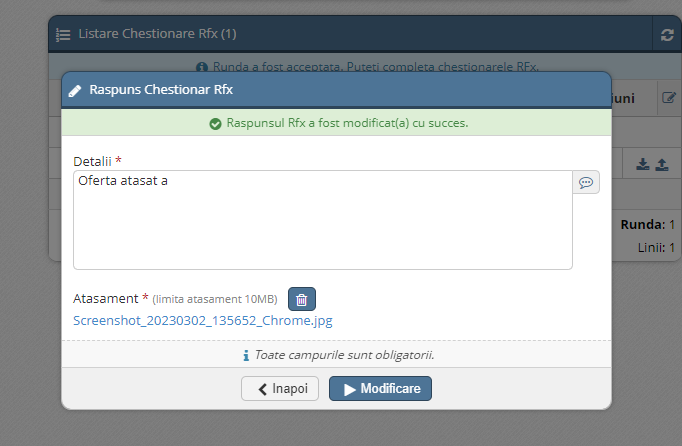 Listare Chestionare Rfx (1)
Runda a fost acceptata. Puteti completa chestionarele RFx.
Raspuns Chestionar Rfx
iuni
Raspunsul Rfx a fost modificat(a) cu succes.
Detalii *
Oferta atasat a
Runda: 1
Linii: 1
Atasament * (limita atasament 10MB)
Screenshot_20230302_135652_Chrome.jpg
Toate campurile sunt obligatorii.
Inapoi
Modificare